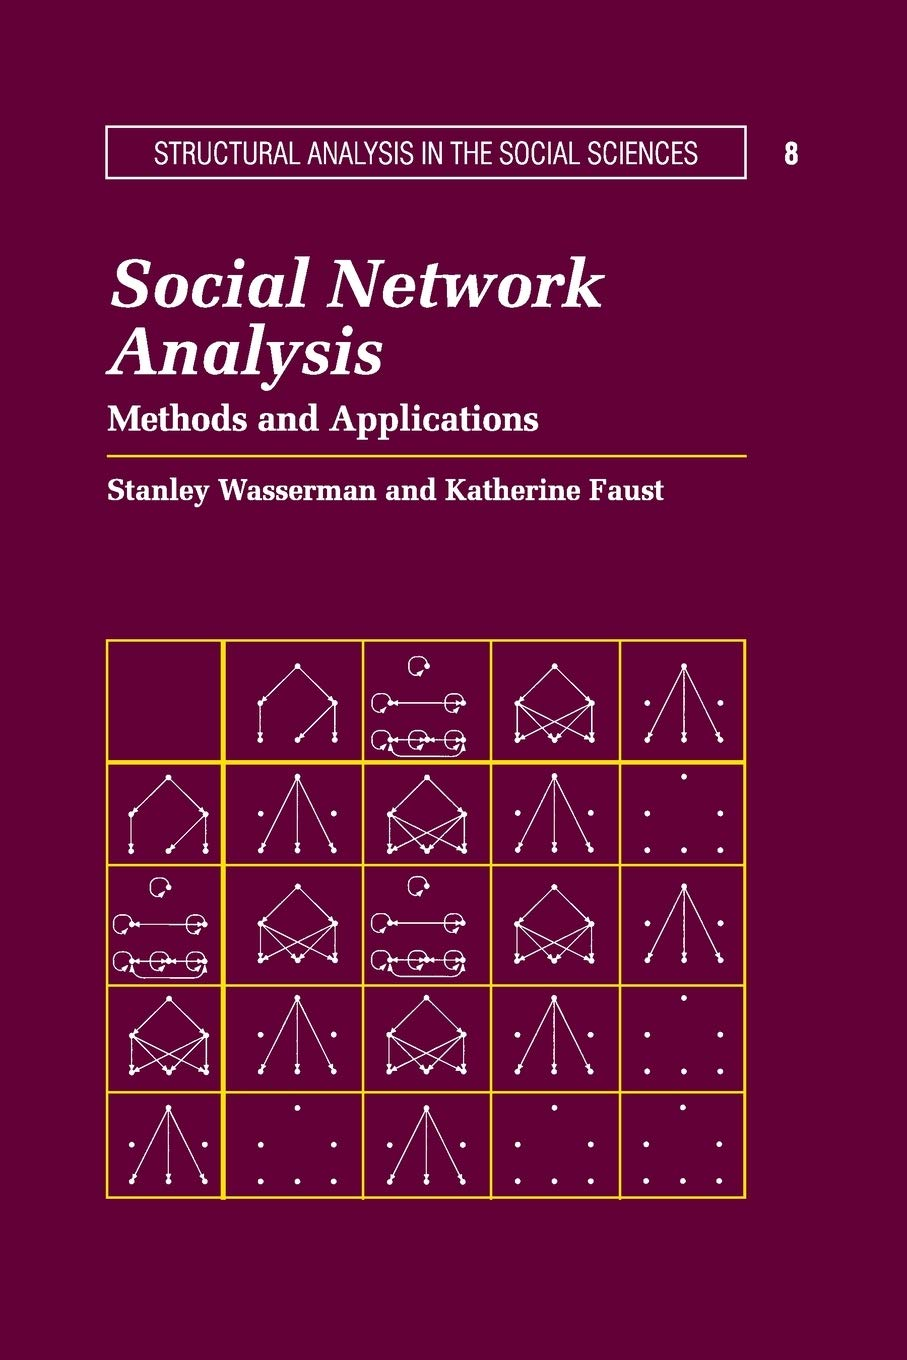 STRUCTURAL ANALYSIS IN THE SOCIAL SCIENCES 8
Social Network
Analysis
Methods and Applications
Stanley Wasserman and Katherine Faust